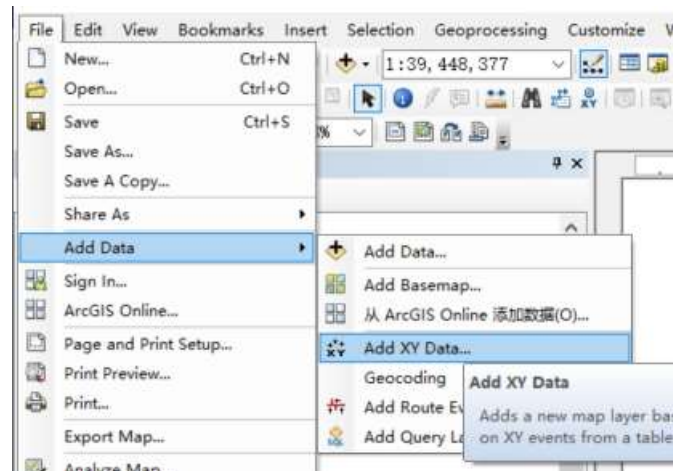 File Edit View Bookmarks Insert Selection Geoprocessing Customize
New... Ctrl+N
1:39,448,377
Open... Ctrl+O
Save Ctrl+S
%
Save As...
Save A Copy...
Share As
Add Data
Add Data...
Sign In...
Add Basemap...
ArcGIS Online...
从 ArcGIS Online 添加数据(O)...
Page and Print Setup...
Add XY Data...
Print Preview...
Geocoding
Add XY Data
Print...
Add Route Ev
Adds a new map layer bas
Export Map...
Add Query La
on XY events from a table
Analyze Map